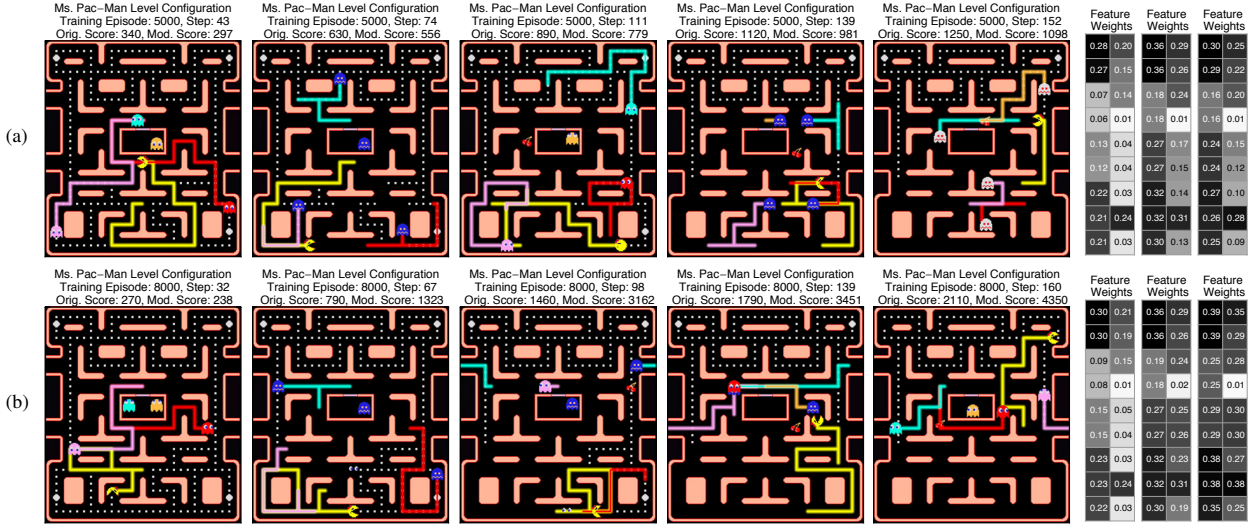 Ms. Pac−Man Level Configuration
Training Episode: 5000, Step: 43
Orig. Score: 340, Mod. Score: 297
Ms. Pac−Man Level Configuration
Training Episode: 5000, Step: 74
Orig. Score: 630, Mod. Score: 556
Ms. Pac−Man Level Configuration
Training Episode: 5000, Step: 111
Orig. Score: 890, Mod. Score: 779
Ms. Pac−Man Level Configuration
Training Episode: 5000, Step: 139
Orig. Score: 1120, Mod. Score: 981
Ms. Pac−Man Level Configuration
Training Episode: 5000, Step: 152
Orig. Score: 1250, Mod. Score: 1098
(a)
Feature
Weights
0.28 0.20
0.27 0.15
0.07 0.14
0.06 0.01
0.13 0.04
0.12 0.04
0.22 0.03
0.21 0.24
0.21 0.03
Feature
Weights
0.36 0.29
0.36 0.26
0.18 0.24
0.18 0.01
0.27 0.17
0.27 0.15
0.32 0.14
0.32 0.31
0.30 0.13
Feature
Weights
0.30 0.25
0.29 0.22
0.16 0.20
0.16 0.01
0.24 0.15
0.24 0.12
0.27 0.10
0.26 0.28
0.25 0.09
Ms. Pac−Man Level Configuration
Training Episode: 8000, Step: 32
Orig. Score: 270, Mod. Score: 238
Ms. Pac−Man Level Configuration
Training Episode: 8000, Step: 67
Orig. Score: 790, Mod. Score: 1323
Ms. Pac−Man Level Configuration
Training Episode: 8000, Step: 98
Orig. Score: 1460, Mod. Score: 3162
Ms. Pac−Man Level Configuration
Training Episode: 8000, Step: 139
Orig. Score: 1790, Mod. Score: 3451
Ms. Pac−Man Level Configuration
Training Episode: 8000, Step: 160
Orig. Score: 2110, Mod. Score: 4350
(b)
Feature
Weights
0.30 0.21
0.30 0.19
0.09 0.15
0.08 0.01
0.15 0.05
0.15 0.04
0.23 0.03
0.23 0.24
0.22 0.03
Feature
Weights
0.36 0.29
0.36 0.26
0.19 0.24
0.18 0.02
0.27 0.25
0.27 0.26
0.32 0.23
0.32 0.31
0.30 0.19
Feature
Weights
0.39 0.35
0.39 0.29
0.25 0.28
0.25 0.01
0.29 0.30
0.29 0.30
0.38 0.27
0.38 0.38
0.35 0.25